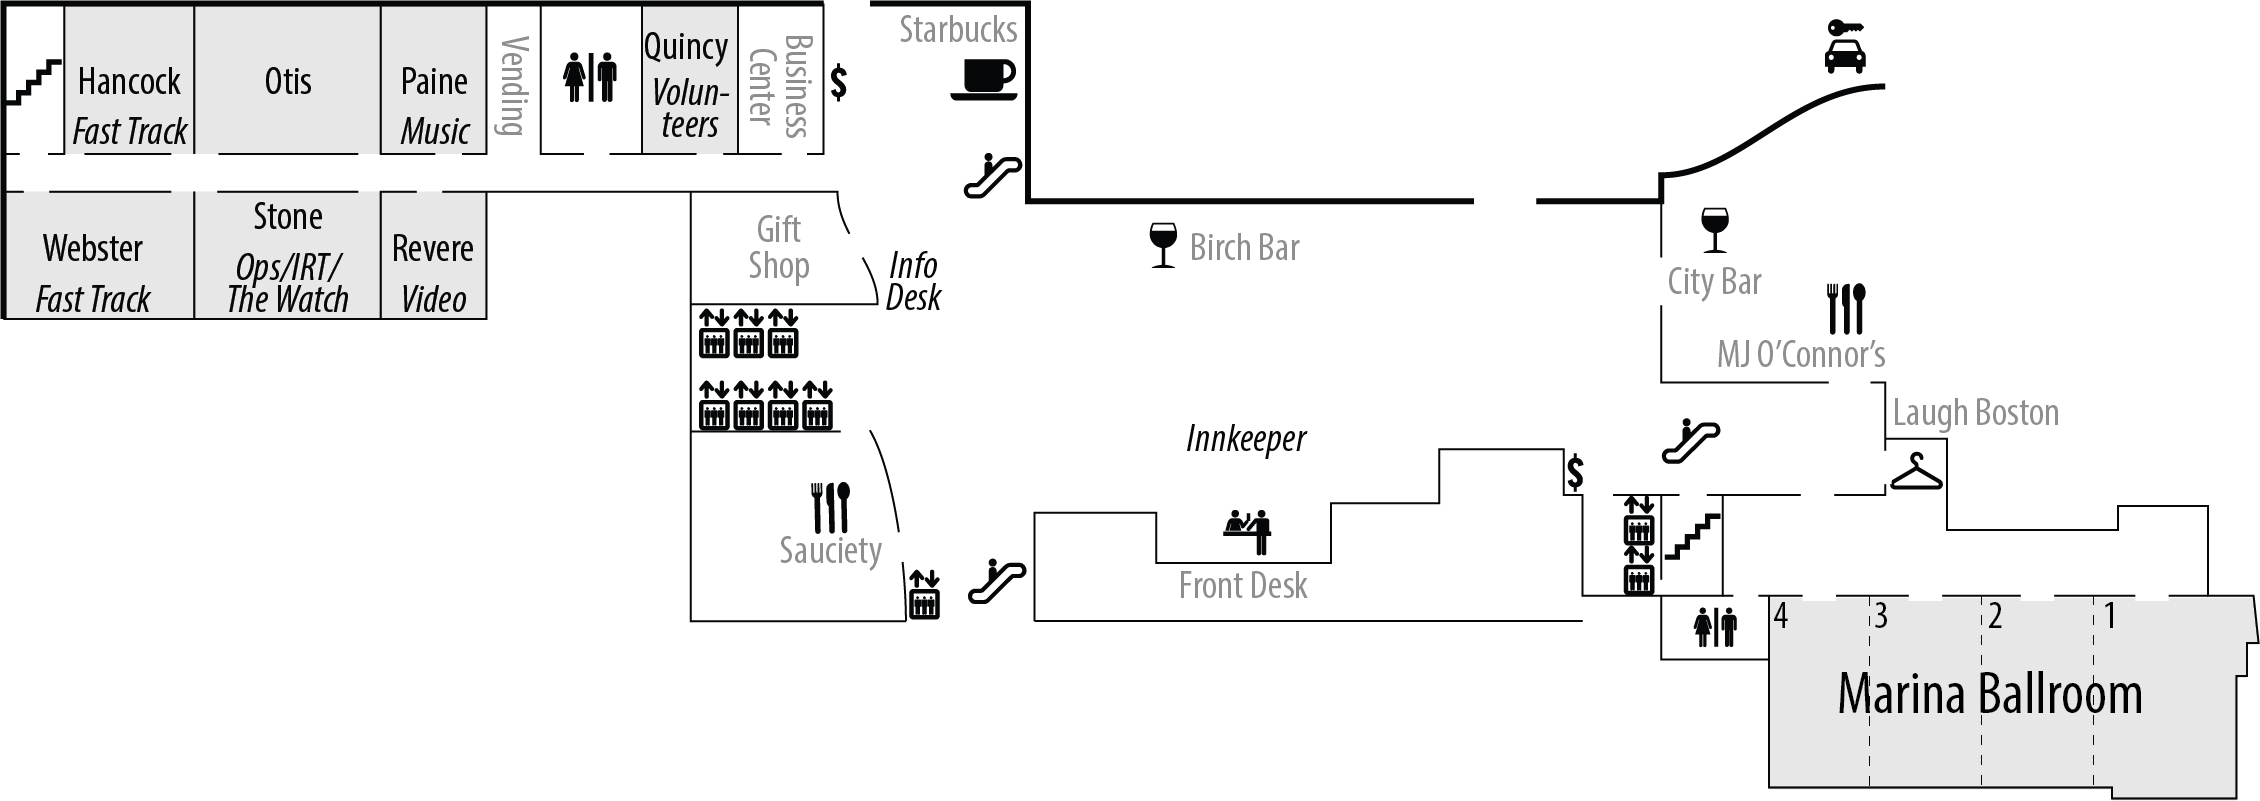 Hancock
Fast Track
Otis
Paine
Music
Vending
Quincy
Volun-
teers
Business
Center
$
Starbucks
Webster
Fast Track
Stone
Ops/IRT/
The Watch
Revere
Video
Gift
Shop
Info
Desk
Birch Bar
City Bar
MJ O'Connor's
Laugh Boston
Innkeeper
$
Sauciety
Front Desk
4
3
2
1
Marina Ballroom